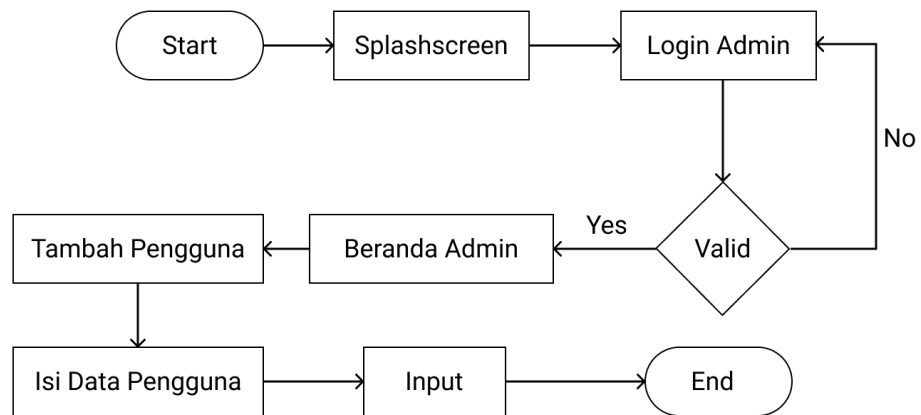 Start
Splashscreen
Login Admin
No
Valid
Yes
Beranda Admin
Tambah Pengguna
Isi Data Pengguna
Input
End